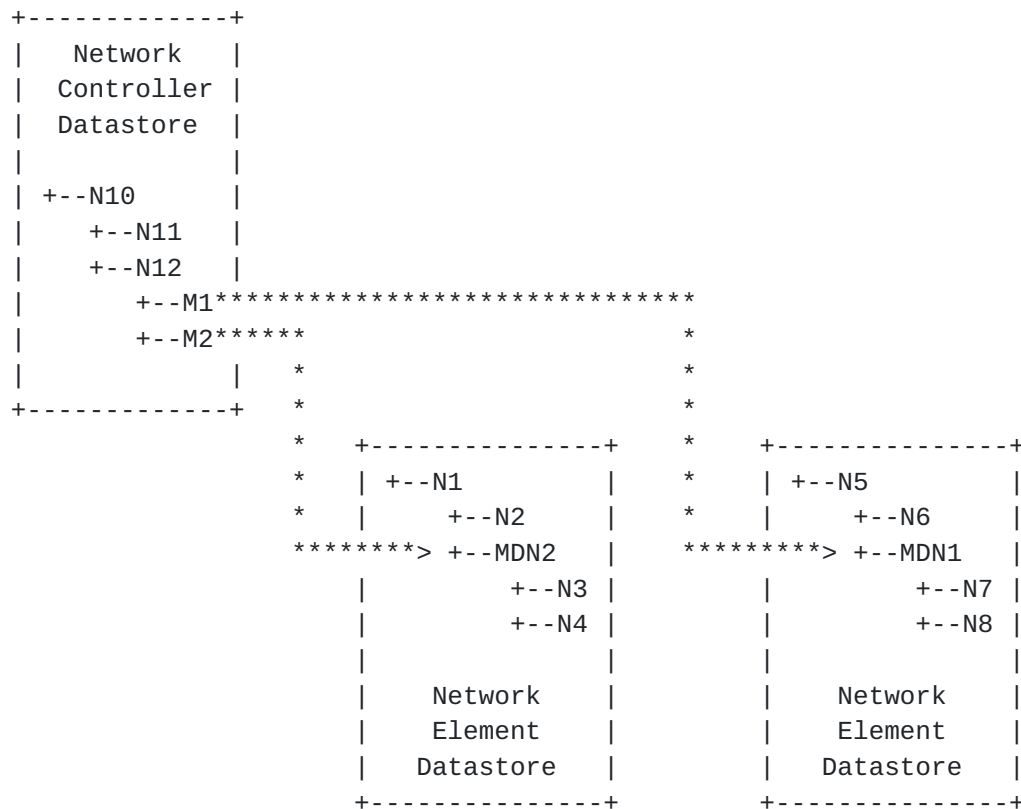 +-------------+
|   Network   |
|  Controller |
|  Datastore  |
|             |
| +--N10      |
|    +--N11   |
|    +--N12   |
|       +--M1*******************************
|       +--M2******                        *
|             |   *                        *
+-------------+   *                        *
                  *   +---------------+    *    +---------------+
                  *   | +--N1         |    *    | +--N5         |
                  *   |     +--N2     |    *    |     +--N6     |
                  ********> +--MDN2   |    *********> +--MDN1   |
                      |         +--N3 |         |         +--N7 |
                      |         +--N4 |         |         +--N8 |
                      |               |         |               |
                      |    Network    |         |    Network    |
                      |    Element    |         |    Element    |
                      |   Datastore   |         |   Datastore   |
                      +---------------+         +---------------+